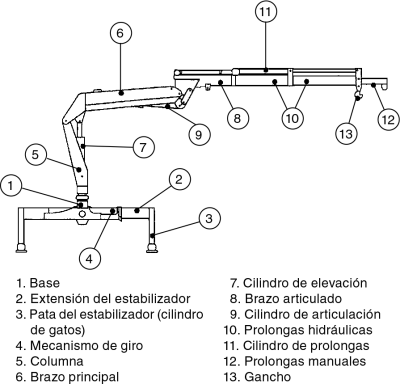 11
6
8
10
12
13
9
5
7
1
2
3
4
1. Base
2. Extensión del estabilizador
3. Pata del estabilizador (cilindro
de gatos)
4. Mecanismo de giro
5. Columna
6. Brazo principal
7. Cilindro de elevación
8. Brazo articulado
9. Cilindro de articulación
10. Prolongas hidráulicas
11. Cilindro de prolongas
12. Prolongas manuales
13. Gancho